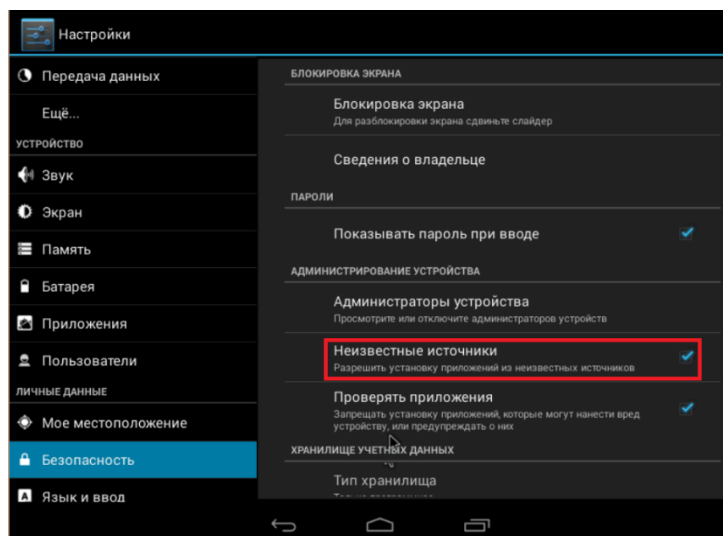 Настройки
Передача данных
Ещё...
УСТРОЙСТВО
Звук
Экран
Память
Батарея
Приложения
Пользователи
ЛИЧНЫЕ ДАННЫЕ
Мое местоположение
Безопасность
Язык и ввод
БЛОКИРОВКА ЭКРАНА
Блокировка экрана
Для разблокировки экрана сдвиньте слайдер
Сведения о владельце
ПАРОЛИ
Показывать пароль при вводе
АДМИНИСТРИРОВАНИЕ УСТРОЙСТВА
Администраторы устройства
Просмотрите или отключите администраторов устройств
Неизвестные источники
Разрешить установку приложений из неизвестных источников
Проверять приложения
Запрещать установку приложений, которые могут нанести вред
устройству, или предупреждать о них
ХРАНИЛИЩЕ УЧЕТНЫХ ДАННЫХ
Тип хранилища